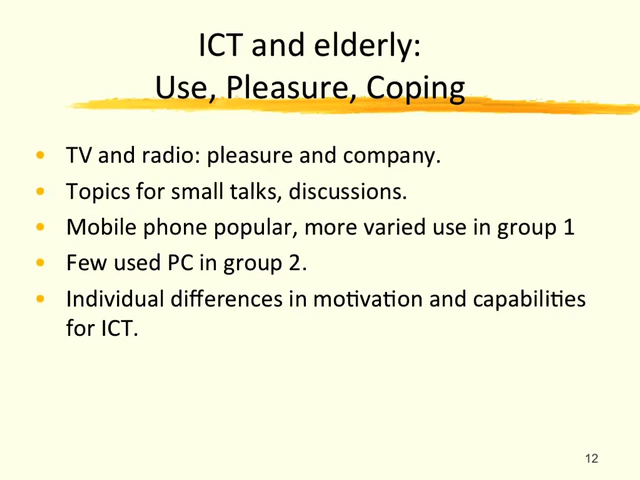 ICT and elderly:
Use, Pleasure, Coping
• TV and radio: pleasure and company.
• Topics for small talks, discussions.
• Mobile phone popular, more varied use in group 1
• Few used PC in group 2.
• Individual differences in motivation and capabilities
for ICT.
12